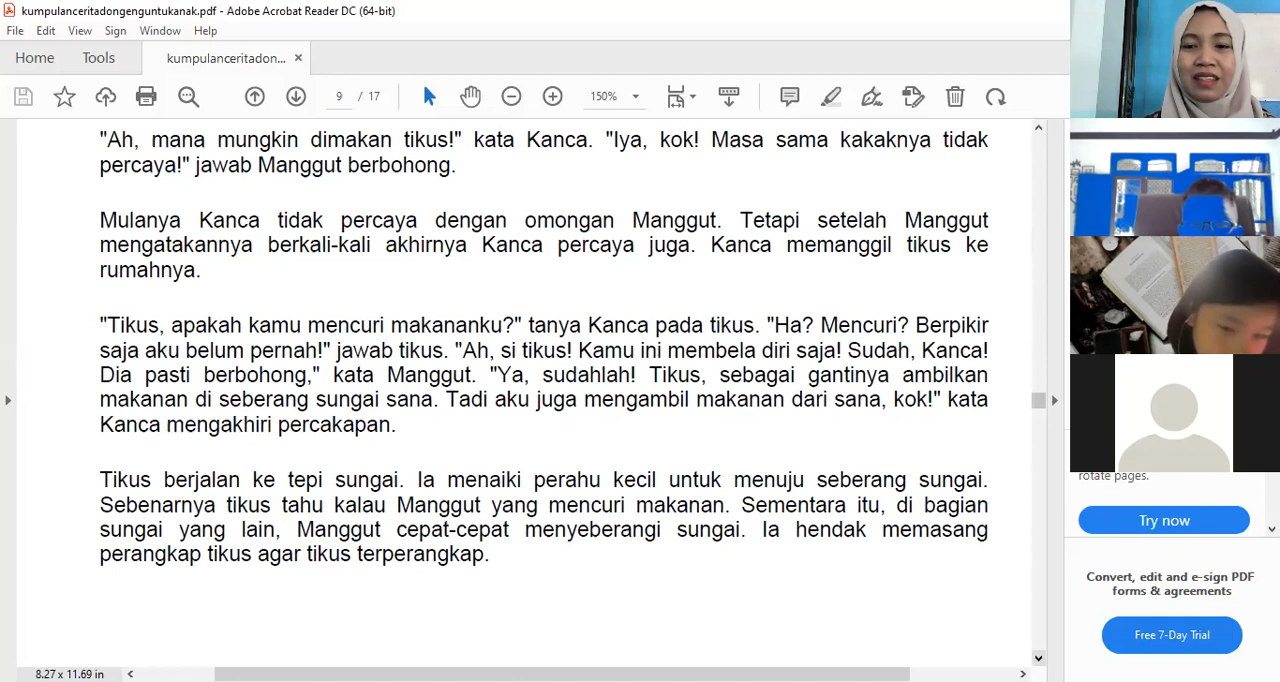 kumpulanceritadongenguntukanak.pdf - Adobe Acrobat Reader DC (64-bit)
File Edit View Sign Window Help
Home Tools kumpulanceritadon... ×
9 / 17 150%
"Ah, mana mungkin dimakan tikus!" kata Kanca. "Iya, kok! Masa sama kakaknya tidak
percaya!" jawab Manggut berbohong.
Mulanya Kanca tidak percaya dengan omongan Manggut. Tetapi setelah Manggut
mengatakannya berkali-kali akhirnya Kanca percaya juga. Kanca memanggil tikus ke
rumahnya.
"Tikus, apakah kamu mencuri makananku?" tanya Kanca pada tikus. "Ha? Mencuri? Berpikir
saja aku belum pernah!" jawab tikus. "Ah, si tikus! Kamu ini membela diri saja! Sudah, Kanca!
Dia pasti berbohong," kata Manggut. "Ya, sudahlah! Tikus, sebagai gantinya ambilkan
makanan di seberang sungai sana. Tadi aku juga mengambil makanan dari sana, kok!" kata
Kanca mengakhiri percakapan.
Tikus berjalan ke tepi sungai. Ia menaiki perahu kecil untuk menuju seberang sungai.
Sebenarnya tikus tahu kalau Manggut yang mencuri makanan. Sementara itu, di bagian
sungai yang lain, Manggut cepat-cepat menyeberangi sungai. Ia hendak memasang
perangkap tikus agar tikus terperangkap.
8.27 x 11.69 in
rotate pages.
Try now
Convert, edit and e-sign PDF
forms & agreements
Free 7-Day Trial